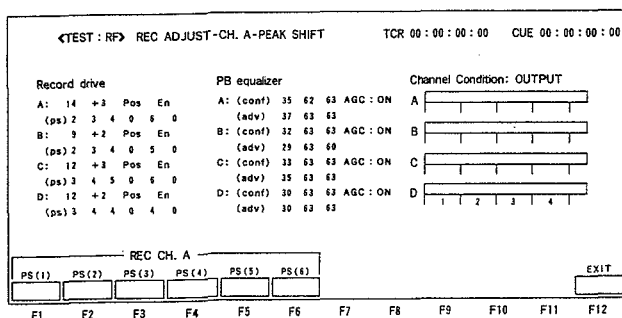 <TEST : RF> REC ADJUST-CH. A-PEAK SHIFT TCR 00 : 00 : 00 : 00 CUE 00 : 00 : 00 : 00
Record drive PB equalizer Channel Condition: OUTPUT
A: 14 +3 Pos En A: (conf) 35 62 63 AGC : ON A
(ps) 2 3 4 0 6 0 (adv) 37 63 63
B: 9 +2 Pos En B: (conf) 32 63 63 AGC : ON B
(ps) 2 3 4 0 5 0 (adv) 29 63 60
C: 12 +3 Pos En C: (conf) 33 63 63 AGC : ON C
(ps) 3 4 5 0 6 0 (adv) 35 63 63
D: 12 +2 Pos En D: (conf) 30 63 63 AGC : ON D
(ps) 3 4 4 0 4 0 (adv) 30 63 63 1 2 3 4
REC CH. A
PS(1) PS(2) PS(3) PS(4) PS(5) PS(6) EXIT
F1 F2 F3 F4 F5 F6 F7 F8 F9 F10 F11 F12